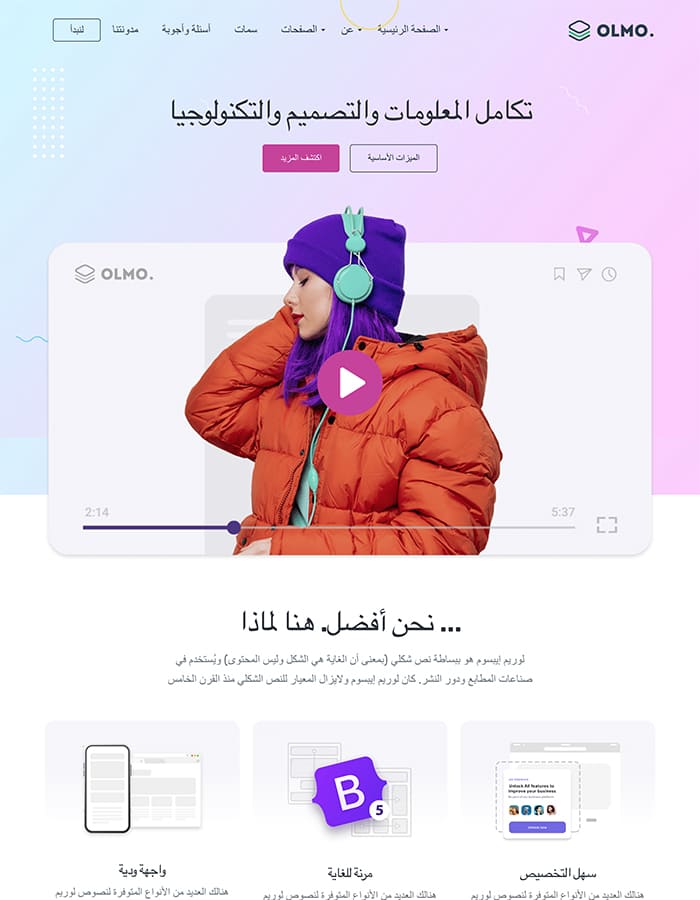 OLMO.
الصفحة الرئيسية
عن
الصفحات
سمات
أسئلة وأجوبة
مدونتنا
لنبدأ
تكامل المعلومات والتصميم والتكنولوجيا
الميزات الأساسية
اكتشف المزيد
OLMO.
2:14
5:37
... نحن أفضل. هنا لماذا
لوريم إيبسوم هو ببساطة نص شكلي (بمعنى أن الغاية هي الشكل وليس المحتوى) ويُستخدم في
صناعات المطابع ودور النشر. كان لوريم إيبسوم ولايزال المعيار للنص الشكلي منذ القرن الخامس
Unlock All features to
improve your business
B
5
سهل التخصيص
مرنة للغاية
واجهة ودية
هنالك العديد من الأنواع المتوفرة لنصوص لوريم
هنالك العديد من الأنواع المتوفرة لنصوص لوريم
هنالك العديد من الأنواع المتوفرة لنصوص لوريم